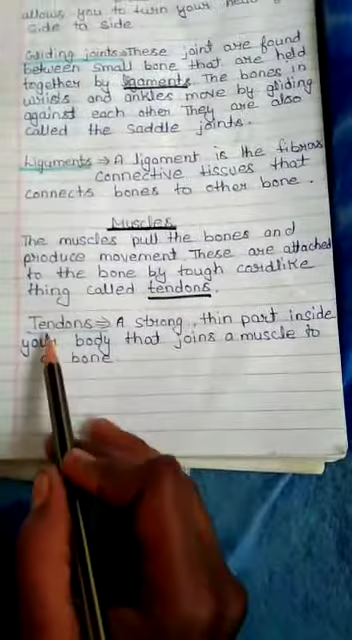 allows you to turn your head
side to side
Gliding joints⇒ These joint are found
between small bone that are held
together by ligaments. The bones in
wrists and ankles move by gliding
against each other They are also
called the saddle joints.
Liguments ⇒ A ligament is the fibrous
connective tissues that
connects bones to other bone.
Muscles
The muscles pull the bones and
produce movement These are attached
to the bone by tough cordlike
thing called tendons.
Tendons⇒ A strong, thin part inside
your body that joins a muscle to
bone